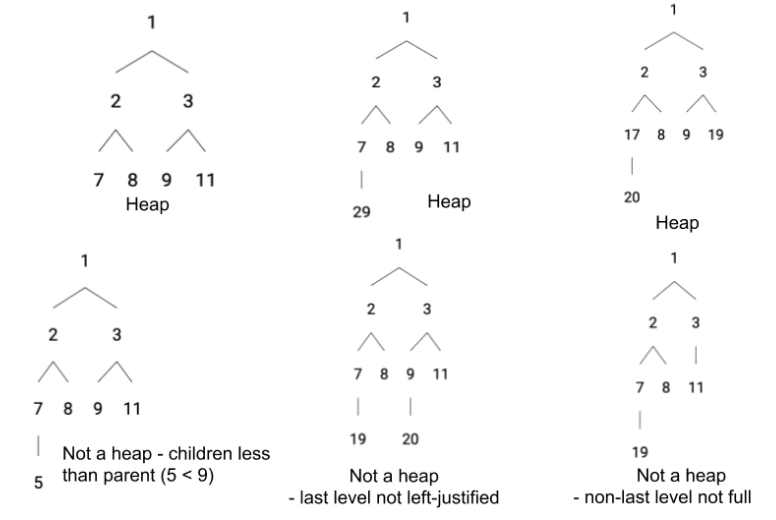 1
2 3
7 8 9 11
Heap
1
2 3
7 8 9 11
29
Heap
1
2 3
17 8 9 19
20
Heap
1
2 3
7 8 9 11
5
Not a heap - children less
than parent (5 < 9)
1
2 3
7 8 9 11
19 20
Not a heap
- last level not left-justified
1
2 3
7 8 11
19
Not a heap
- non-last level not full